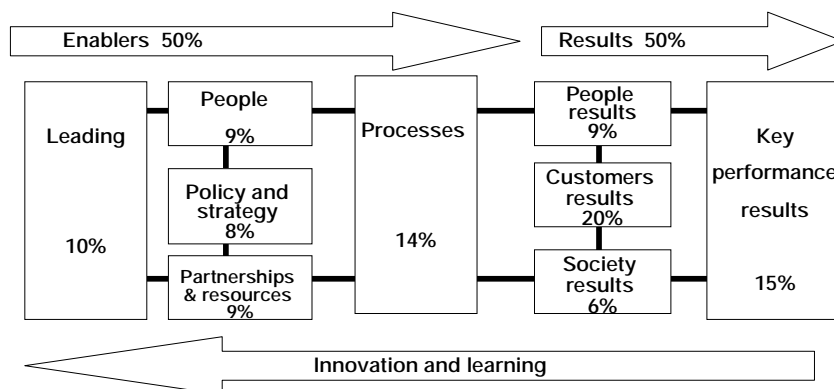 Enablers 50%
Results 50%
Leading
10%
People
9%
Policy and
strategy
8%
Partnerships
& resources
9%
Processes
14%
People
results
9%
Customers
results
20%
Society
results
6%
Key
performance
results
15%
Innovation and learning